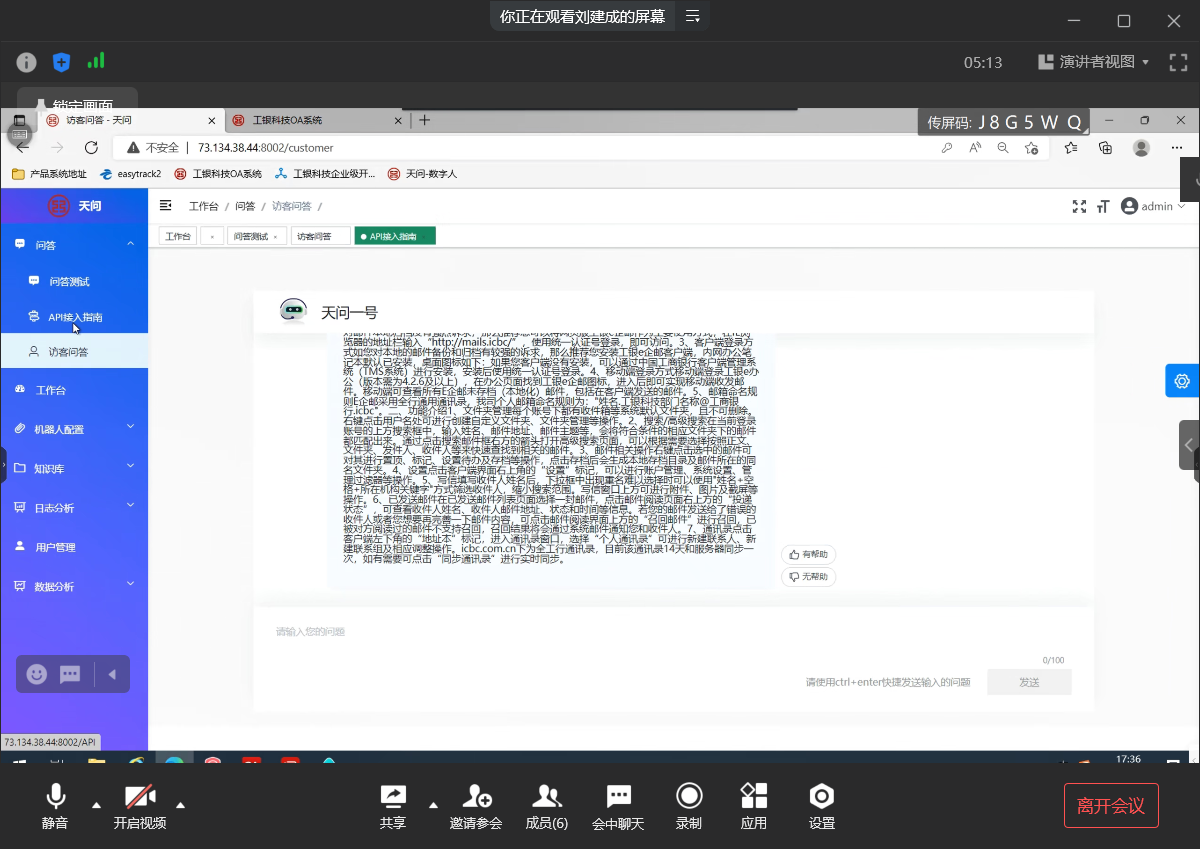 你正在观看刘建成的屏幕
05:13
演讲者视图
锁定画面
访客问答 - 天问
工银科技OA系统
传屏码: J 8 G 5 W Q
不安全
73.134.38.44:8002/customer
产品系统地址
easytrack2
工银科技OA系统
工银科技企业级开...
天问-数字人
天问
工作台 / 问答 / 访客问答 /
admin
工作台
问答测试
访客问答
API接入指南
问答
问答测试
API接入指南
访客问答
工作台
机器人配置
知识库
日志分析
用户管理
数据分析
天问一号
览器的地址栏输入“http://mails.icbc/”，使用统一认证号登录，即可访问。3、客户端登录方
式如您对本地的邮件备份和归档有较强的诉求，那么推荐您安装工银e企邮客户端，内网办公笔
记本默认已安装，桌面图标如下：如果您客户端没有安装，可以通过中国工商银行客户端管理系
统（TMS系统）进行安装，安装后使用统一认证号登录。4、移动端登录方式移动端登录工银e办
公（版本需为4.2.6及以上），在办公页面找到工银e企邮图标，进入后即可实现移动端收发邮
件。移动端可查看所有E企邮未存档（本地化）邮件，包括在客户端发送的邮件。5、邮箱命名规
则E企邮采用全行通用通讯录，我司个人邮箱命名规则为："姓名.工银科技部门名称@工商银
行.icbc"。二、功能介绍1、文件夹管理每个账号下都有收件箱等系统默认文件夹，且不可删除。
右键点击用户名处可进行创建自定义文件夹、文件夹管理等操作。2、搜索/高级搜索在当前登录
账号的上方搜索框中，输入姓名、邮件地址、邮件主题等，会将符合条件的相应文件夹下的邮件
都匹配出来。通过点击搜索邮件框右方的箭头打开高级搜索页面，可以根据需要选择按照正文、
文件夹、发件人、收件人等来快速查找到相关的邮件。3、邮件相关操作右键点击选中的邮件可
对其进行置顶、标记、设置待办及存档等操作，点击存档后会生成本地存档目录及邮件所在的同
名文件夹。4、设置点击客户端界面右上角的“设置”标记，可以进行账户管理、系统设置、管
理过滤器等操作。5、写信填写收件人姓名后，下拉框中出现重名难以选择时可以使用"姓名+空
格+所在机构关键字"方式筛选收件人，缩小搜索范围。写信窗口上方可进行附件、图片及截屏等
操作。6、已发送邮件在已发送邮件列表页面选择一封邮件，点击邮件阅读页面右上方的“投递
状态”，可查看收件人姓名、收件人邮件地址、状态和时间等信息。若您的邮件发送给了错误的
收件人或者您想要再完善一下邮件内容，可点击邮件阅读界面上方的“召回邮件”进行召回，已
被对方阅读过的邮件不支持召回，召回结果将会通过系统邮件通知您和收件人。7、通讯录点击
客户端左下角的“地址本”标记，进入通讯录窗口，选择“个人通讯录”可进行新建联系人、新
建联系组及相应调整操作。icbc.com.cn下为全工行通讯录，目前该通讯录14天和服务器同步一
次，如有需要可点击“同步通讯录”进行实时同步。
有帮助
无帮助
请输入您的问题
0/100
请使用ctrl+enter快捷发送输入的问题
发送
73.134.38.44:8002/API
17:36
静音
开启视频
共享
邀请参会
成员(6)
会中聊天
录制
应用
设置
离开会议